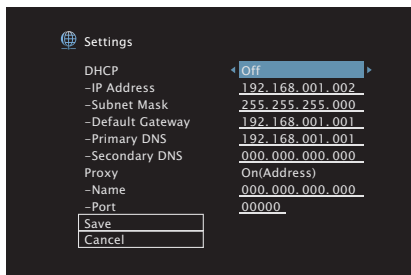 Settings
DHCP Off
-IP Address 192.168.001.002
-Subnet Mask 255.255.255.000
-Default Gateway 192.168.001.001
-Primary DNS 192.168.001.001
-Secondary DNS 000.000.000.000
Proxy On(Address)
-Name 000.000.000.000
-Port 00000
Save
Cancel